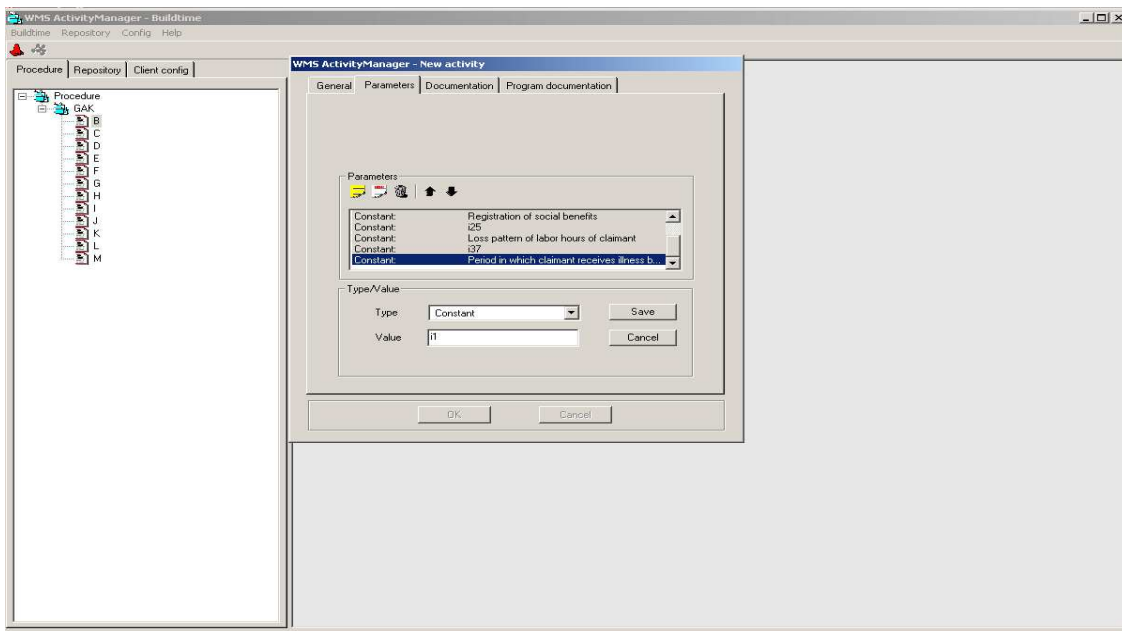 WMS ActivityManager - Buildtime
Buildtime Repository Config Help
Procedure Repository Client config
Procedure
GAK
B
C
D
E
F
G
H
I
J
K
L
M
WMS ActivityManager - New activity
General Parameters Documentation Program documentation
Parameters
Constant: Registration of social benefits
Constant: i25
Constant: Loss pattern of labor hours of claimant
Constant: i37
Constant: Period in which claimant receives illness b...
Type/Value
Type Constant Save
Value i1 Cancel
OK Cancel